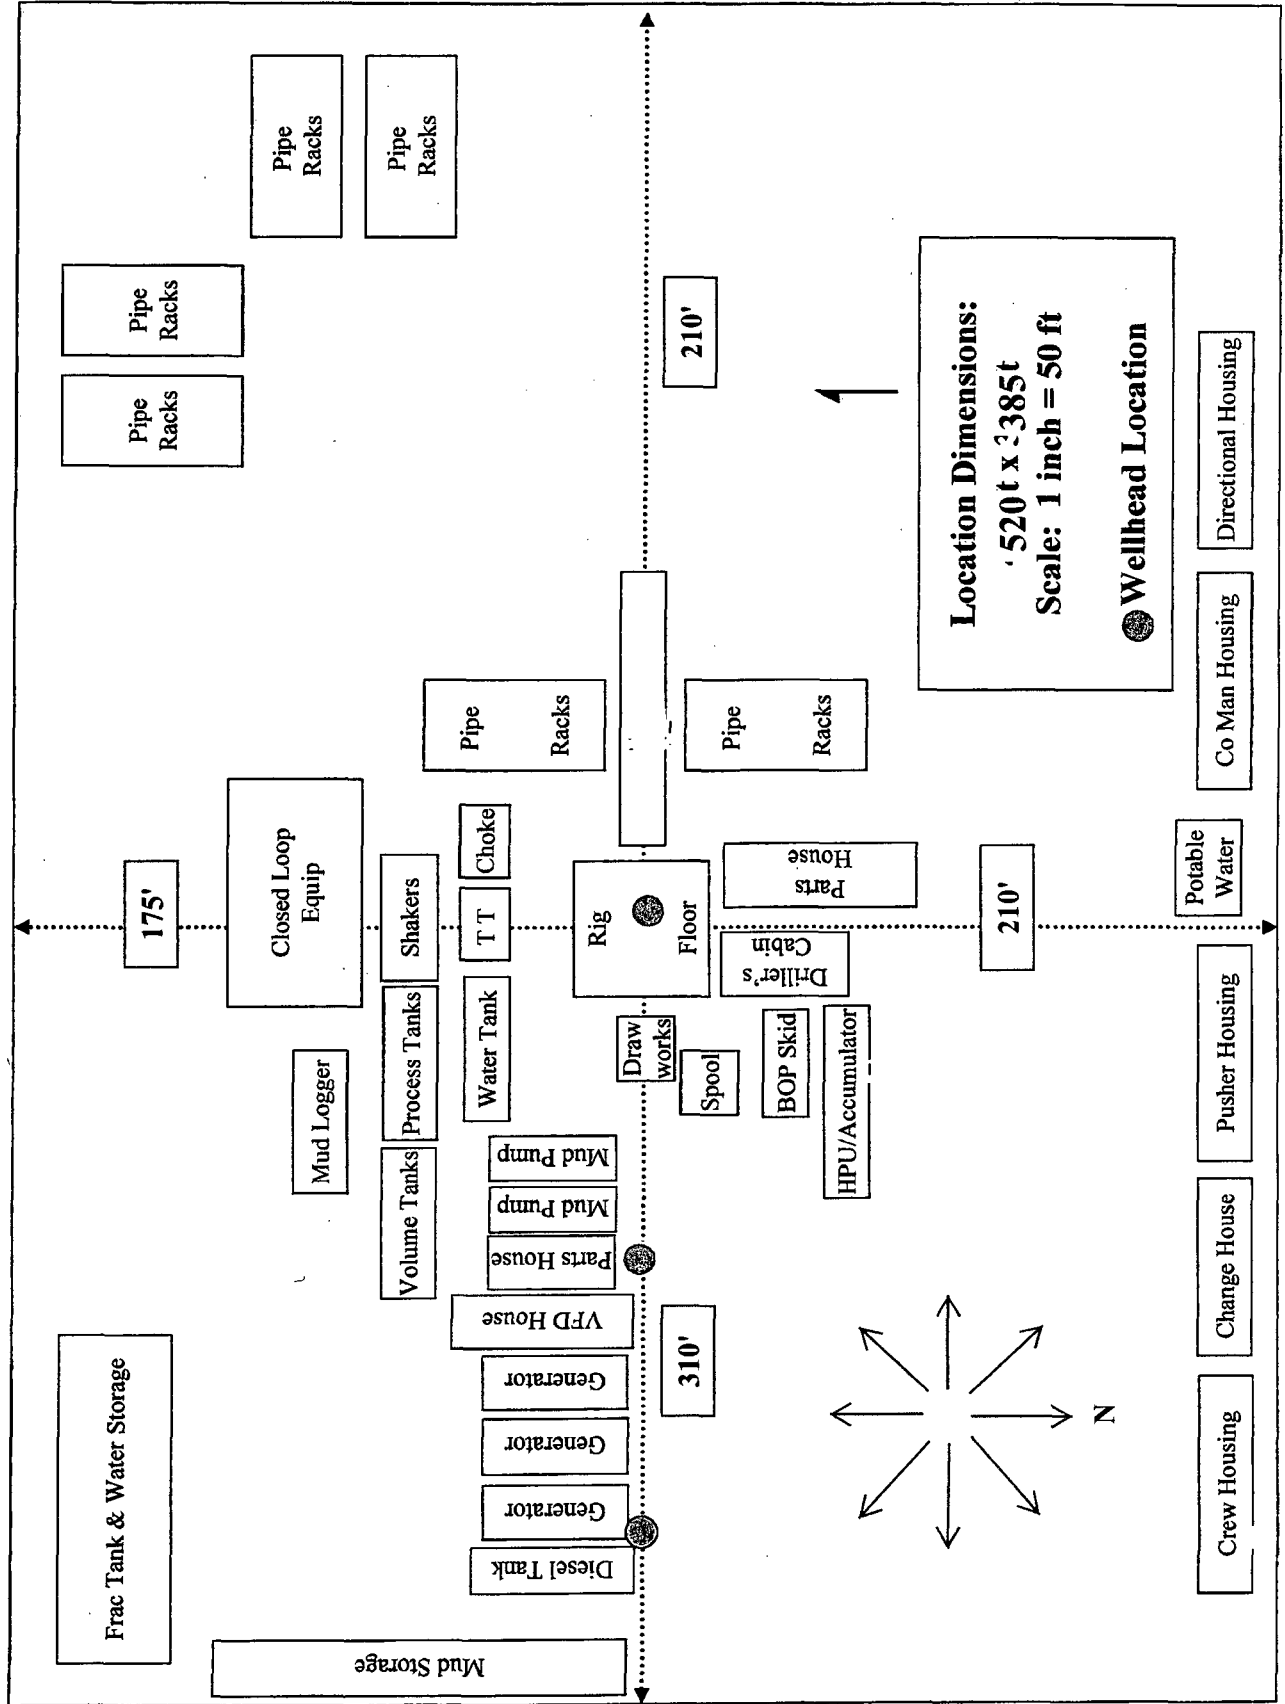 Frac Tank & Water Storage
Pipe
Racks
Pipe
Racks
Pipe
Racks
Pipe
Racks
175'
Closed Loop
Equip
Mud Logger
Volume Tanks
Process Tanks
Shakers
Mud Storage
Diesel Tank
Generator
Generator
Generator
VFD House
Parts House
Mud Pump
Mud Pump
Water Tank
T T
Choke
Pipe
Racks
Rig
Floor
Draw
works
Spool
310'
210'
Pipe
Racks
BOP Skid
HPU/Accumulator
Driller's
Cabin
Parts
House
210'
N
Location Dimensions:
520 x 385
Scale: 1 inch = 50 ft
Wellhead Location
Crew Housing
Change House
Pusher Housing
Potable
Water
Co Man Housing
Directional Housing